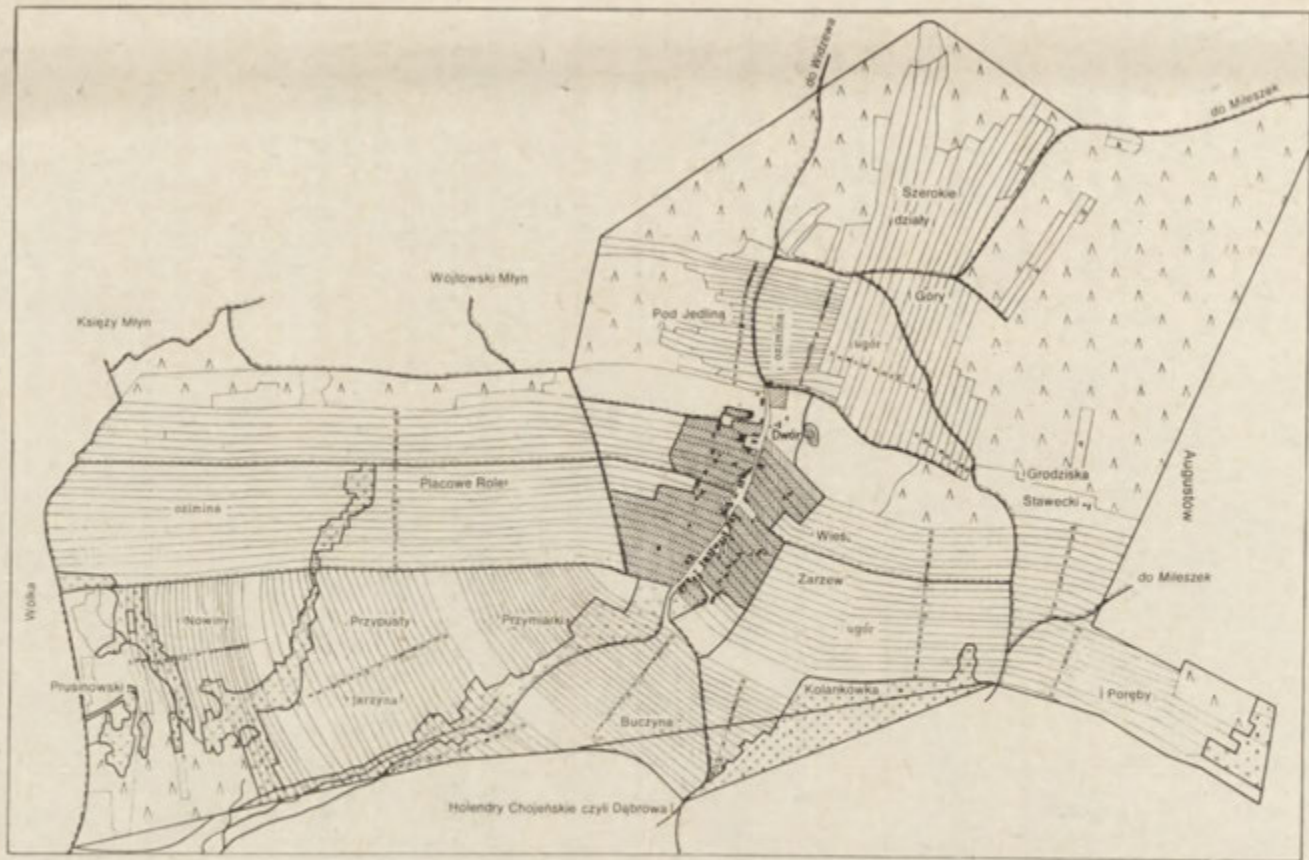 do Widzewa
do Mileszek
Szerokie
działy
Wójtowski Młyn
Księży Młyn
I Góry
Pod Jedliną
ugór
Dwór
Grodziska
Stawecki
Augustów
Placowe Role
ozimina
Wieś
Zarzew
ugór
do Mileszek
Wólka
Nowiny
Przypusty
Przymiarki
Prusinowski
jarzyna
Kolankówka
I Poręby
Buczyna
Holendry Chojeńskie czyli Dąbrowa